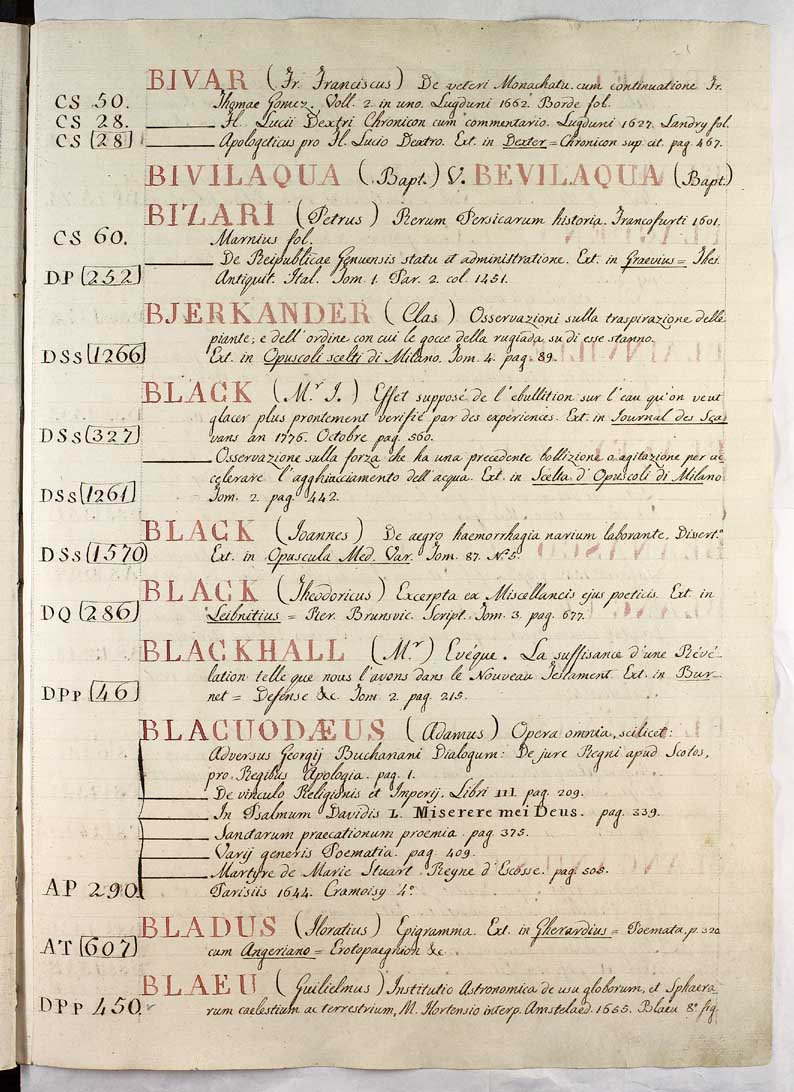 BIVAR (Fr. Franciscus) De veteri Monachatu. cum continuatione Fr.
CS 50. Thomae Gomez. Voll. 2. in uno. Lugduni 1662. Borde fol.
CS 28. ——— Fl. Lucii Dextri Chronicon cum commentario. Lugduni 1627. Landry fol.
CS [28] ——— Apologeticus pro Fl. Lucio Dextro. Ext. in Dexter = Chronicon sup. cit. pag. 467.
BIVILAQUA (Bapt.) V. BEVILAQUA (Bapt.)
BIZARI (Petrus) Rerum Persicarum historia. Francofurti 1601.
CS 60. Marnius fol.
——— De Reipublicae Genuensis statu et administratione. Ext. in Graevius = Thes.
DP [252] Antiquit. Ital. Tom. 1. Par. 2. col. 1451.
BJERKANDER (Clas) Osservazioni sulla traspirazione delle
piante, e dell' ordine con cui le gocce della rugiada su di esse stanno.
DSs [1266] Ext. in Opuscoli scelti di Milano. Tom. 4. pag. 89.
BLACK (Mr. J.) Effet supposé de l'ebullition sur l'eau qu'on veut
glacer plus prontement verifié par des experiences. Ext. in Journal des Sça
DSs [327] vans an 1776. Octobre pag. 560.
——— Osservazione sulla forza che ha una precedente bollizione o agitazione per ac
celerare l'agghiacciamento dell'acqua. Ext. in Scelta d'Opuscoli di Milano
DSs [1261] Tom. 2. pag. 442.
BLACK (Joannes) De aegro haemorrhagia narium laborante. Dissert.o
DSs [1570] Ext. in Opuscula Med. Var. Tom. 87. N.o 5.
BLACK (Theodoricus) Excerpta ex Miscellaneis ejus poeticis. Ext. in
DQ [286] Leibnitius = Rer. Brunsvic. Script. Tom. 3. pag. 677.
BLACKHALL (Mr.) Evéque. La suffisance d'une Révé-
lation telle que nous l'avons dans le Nouveau Testament. Ext. in Bur-
DPp [46] net = Defense &c. Tom. 2. pag. 215.
BLACUODÆUS (Adamus) Opera omnia, scilicet:
Adversus Georgij Buchanani Dialogum: De jure Regni apud Scotos,
pro Regibus Apologia. pag. 1.
——— De vinculo Religionis et Imperij. Libri III. pag. 209.
——— In Psalmum Davidis L. Miserere mei Deus. pag. 339.
——— Sanctarum praecationum proemia. pag. 375.
——— Varij generis Poematia. pag. 409.
——— Martyre de Marie Stuart Reyne d'Escosse. pag. 505.
AP 290. Parisiis 1644. Cramoisy 4.o
BLADUS (Horatius) Epigramma. Ext. in Gherardius = Poemata. p. 320
AT [607] cum Angeriano = Erotopaegnion &c.
BLAEU (Guilielmus) Institutio Astronomica de usu globorum, et Sphaera
DPp 450. rum caelestium ac terrestrium, M. Hortensio interp. Amstelaed. 1655. Blaeu 8.o fig.